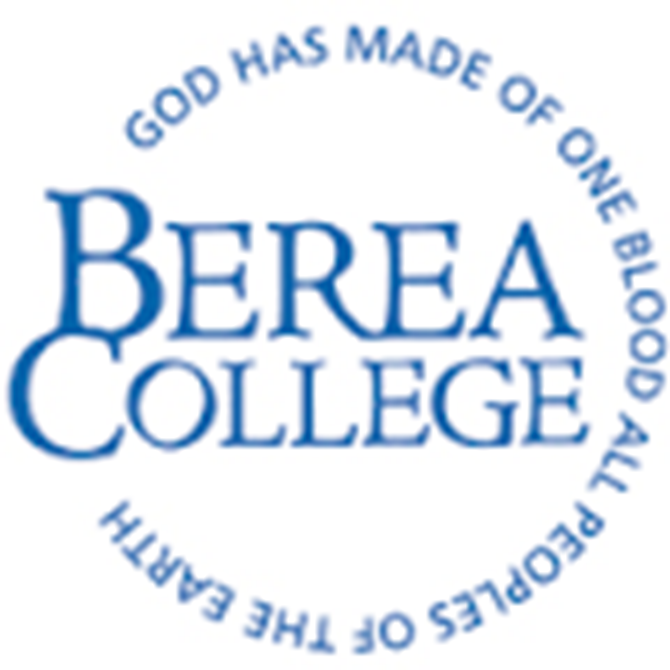 GOD HAS MADE OF ONE BLOOD ALL PEOPLES OF THE EARTH
BEREA
COLLEGE